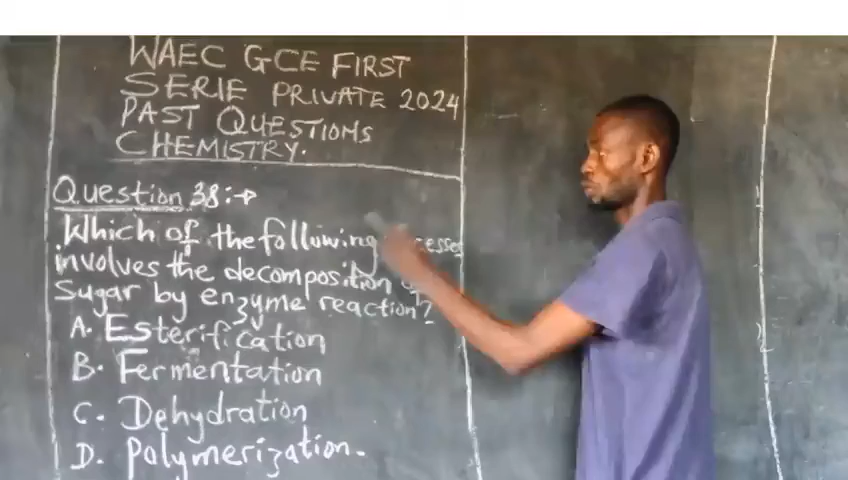 WAEC GCE FIRST
SERIE PRIVATE 2024
PAST QUESTIONS
CHEMISTRY.
Question 38:→
Which of the following
involves the decomposition
Sugar by enzyme reaction?
A. Esterification
B. Fermentation
C. Dehydration
D. Polymerization.